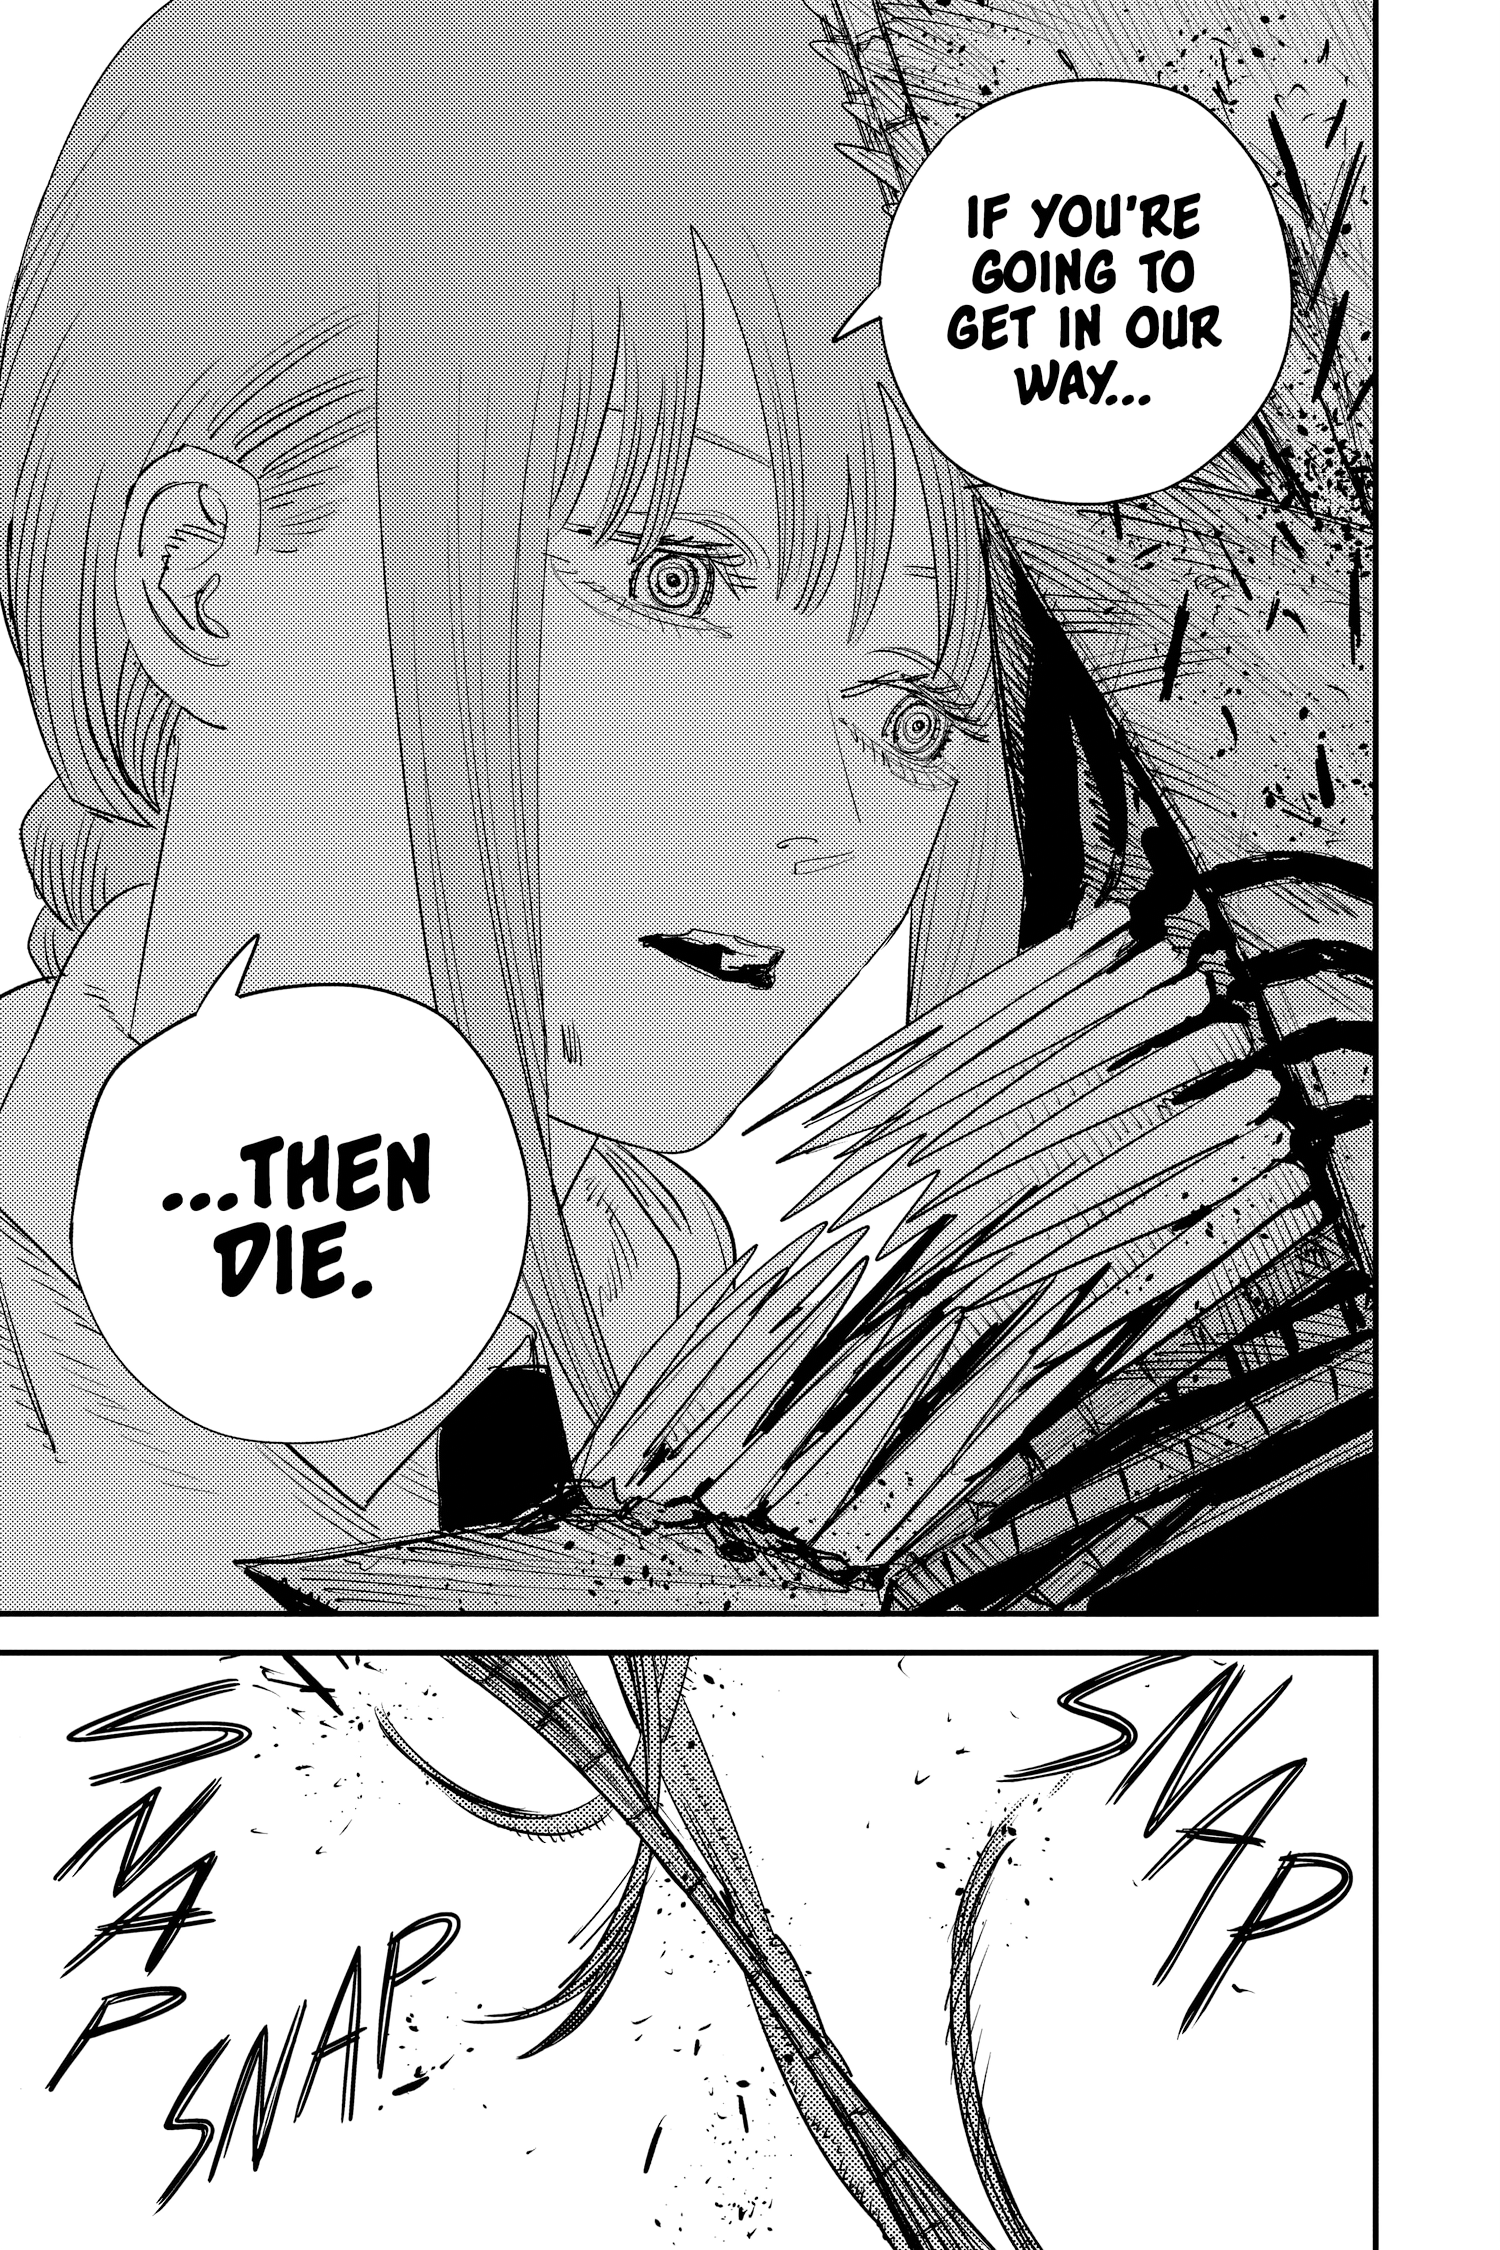 IF YOU'RE
GOING TO
GET IN OUR
WAY...
...THEN
DIE.
SNAP
SNAP
SNAP